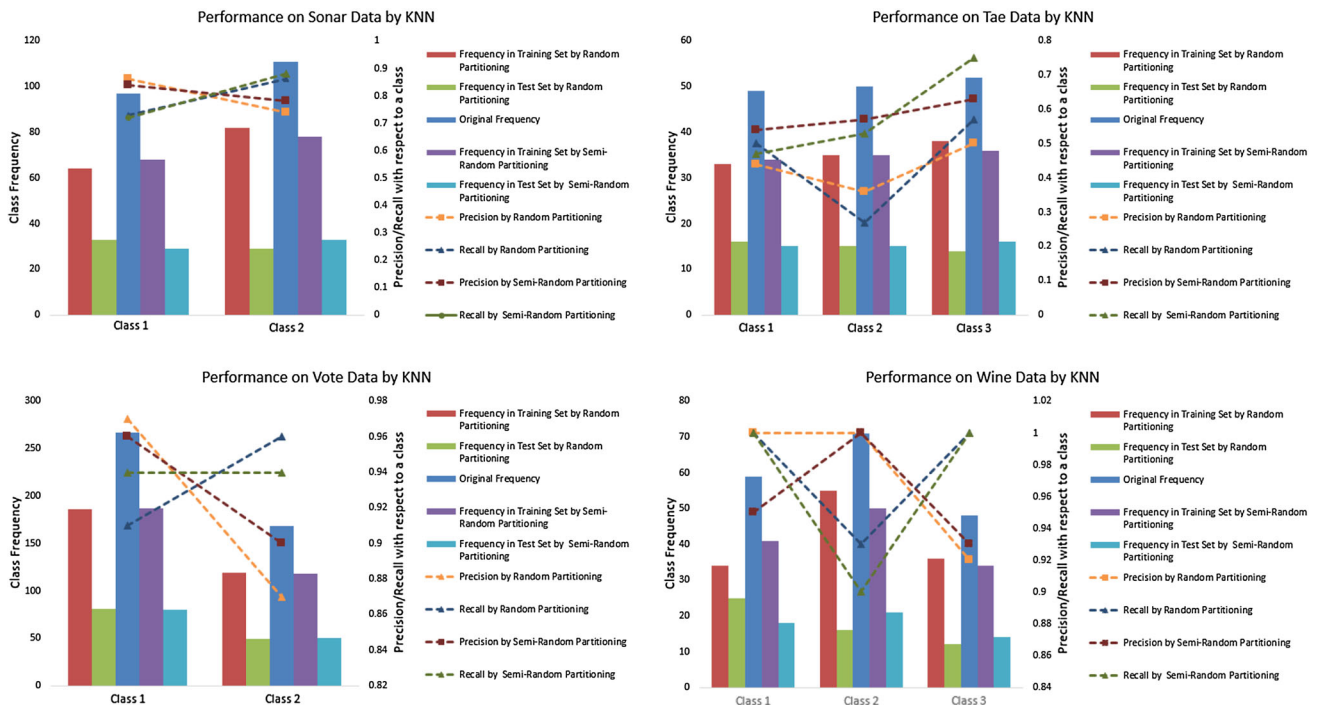 Performance on Sonar Data by KNN
120
100
80
60
40
20
0
Class Frequency
Class 1
Class 2
1
0.9
0.8
0.7
0.6
0.5
0.4
0.3
0.2
0.1
0
Precision/Recall with respect to a class
Frequency in Training Set by Random
Partitioning
Frequency in Test Set by Random
Partitioning
Original Frequency
Frequency in Training Set by Semi-
Random Partitioning
Frequency in Test Set by Semi-Random
Partitioning
Precision by Random Partitioning
Recall by Random Partitioning
Precision by Semi-Random Partitioning
Recall by Semi-Random Partitioning
Performance on Tae Data by KNN
60
50
40
30
20
10
0
Class Frequency
Class 1
Class 2
Class 3
0.8
0.7
0.6
0.5
0.4
0.3
0.2
0.1
0
Precision/Recall with respect to a class
Frequency in Training Set by Random
Partitioning
Frequency in Test Set by Random
Partitioning
Original Frequency
Frequency in Training Set by Semi-
Random Partitioning
Frequency in Test Set by Semi-Random
Partitioning
Precision by Random Partitioning
Recall by Random Partitioning
Precision by Semi-Random Partitioning
Recall by Semi-Random Partitioning
Performance on Vote Data by KNN
300
250
200
150
100
50
0
Class Frequency
Class 1
Class 2
0.98
0.96
0.94
0.92
0.9
0.88
0.86
0.84
0.82
Precision/Recall with respect to a class
Frequency in Training Set by Random
Partitioning
Frequency in Test Set by Random
Partitioning
Original Frequency
Frequency in Training Set by Semi-
Random Partitioning
Frequency in Test Set by Semi-Random
Partitioning
Precision by Random Partitioning
Recall by Random Partitioning
Precision by Semi-Random Partitioning
Recall by Semi-Random Partitioning
Performance on Wine Data by KNN
80
70
60
50
40
30
20
10
0
Class Frequency
Class 1
Class 2
Class 3
1.02
1
0.98
0.96
0.94
0.92
0.9
0.88
0.86
0.84
Precision/Recall with respect to a class
Frequency in Training Set by Random
Partitioning
Frequency in Test Set by Random
Partitioning
Original Frequency
Frequency in Training Set by Semi-
Random Partitioning
Frequency in Test Set by Semi-Random
Partitioning
Precision by Random Partitioning
Recall by Random Partitioning
Precision by Semi-Random Partitioning
Recall by Semi-Random Partitioning